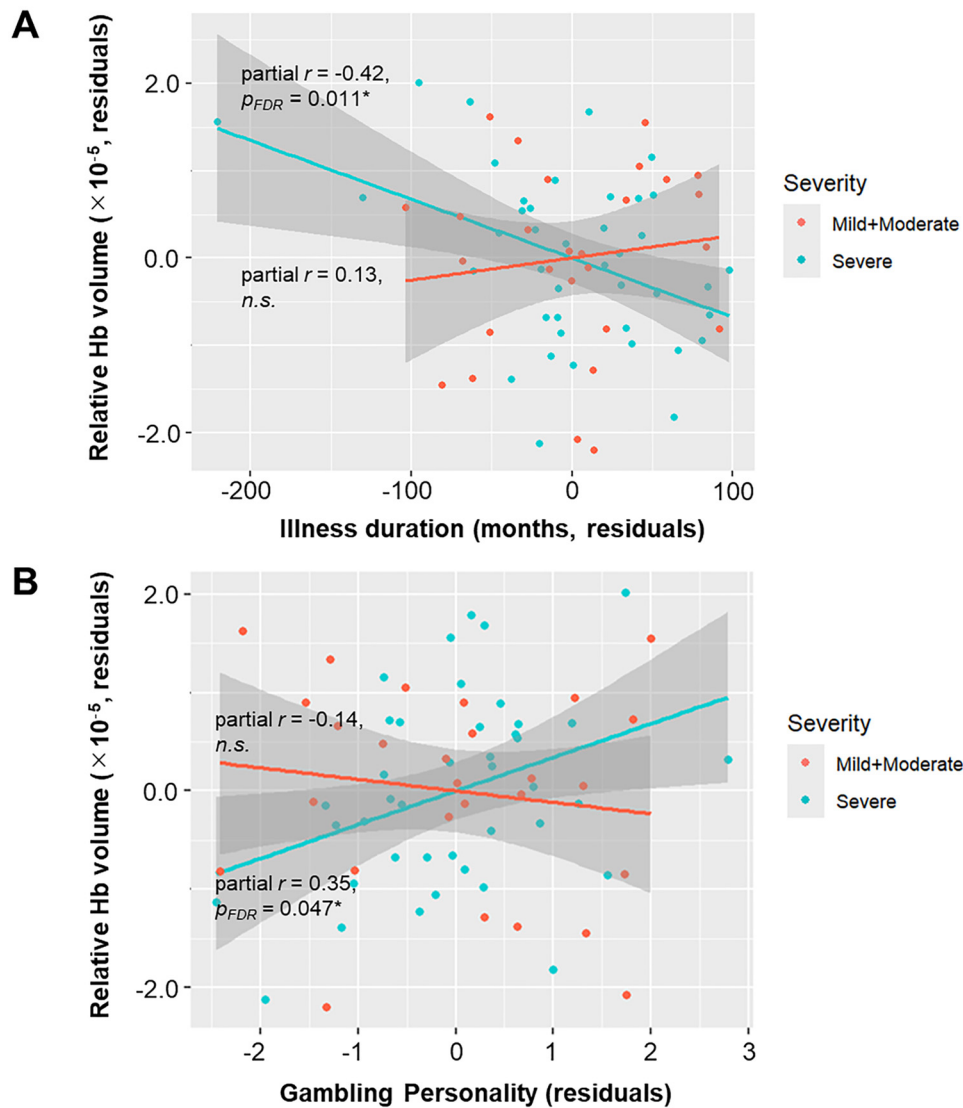 A
Relative Hb volume (×10⁻⁵, residuals)
2.0
0.0
-2.0
partial r = -0.42,
pFDR = 0.011*
partial r = 0.13,
n.s.
-200
-100
0
100
Illness duration (months, residuals)
Severity
Mild+Moderate
Severe
B
Relative Hb volume (×10⁻⁵, residuals)
2.0
0.0
-2.0
partial r = -0.14,
n.s.
partial r = 0.35,
pFDR = 0.047*
-2
-1
0
1
2
3
Gambling Personality (residuals)
Severity
Mild+Moderate
Severe